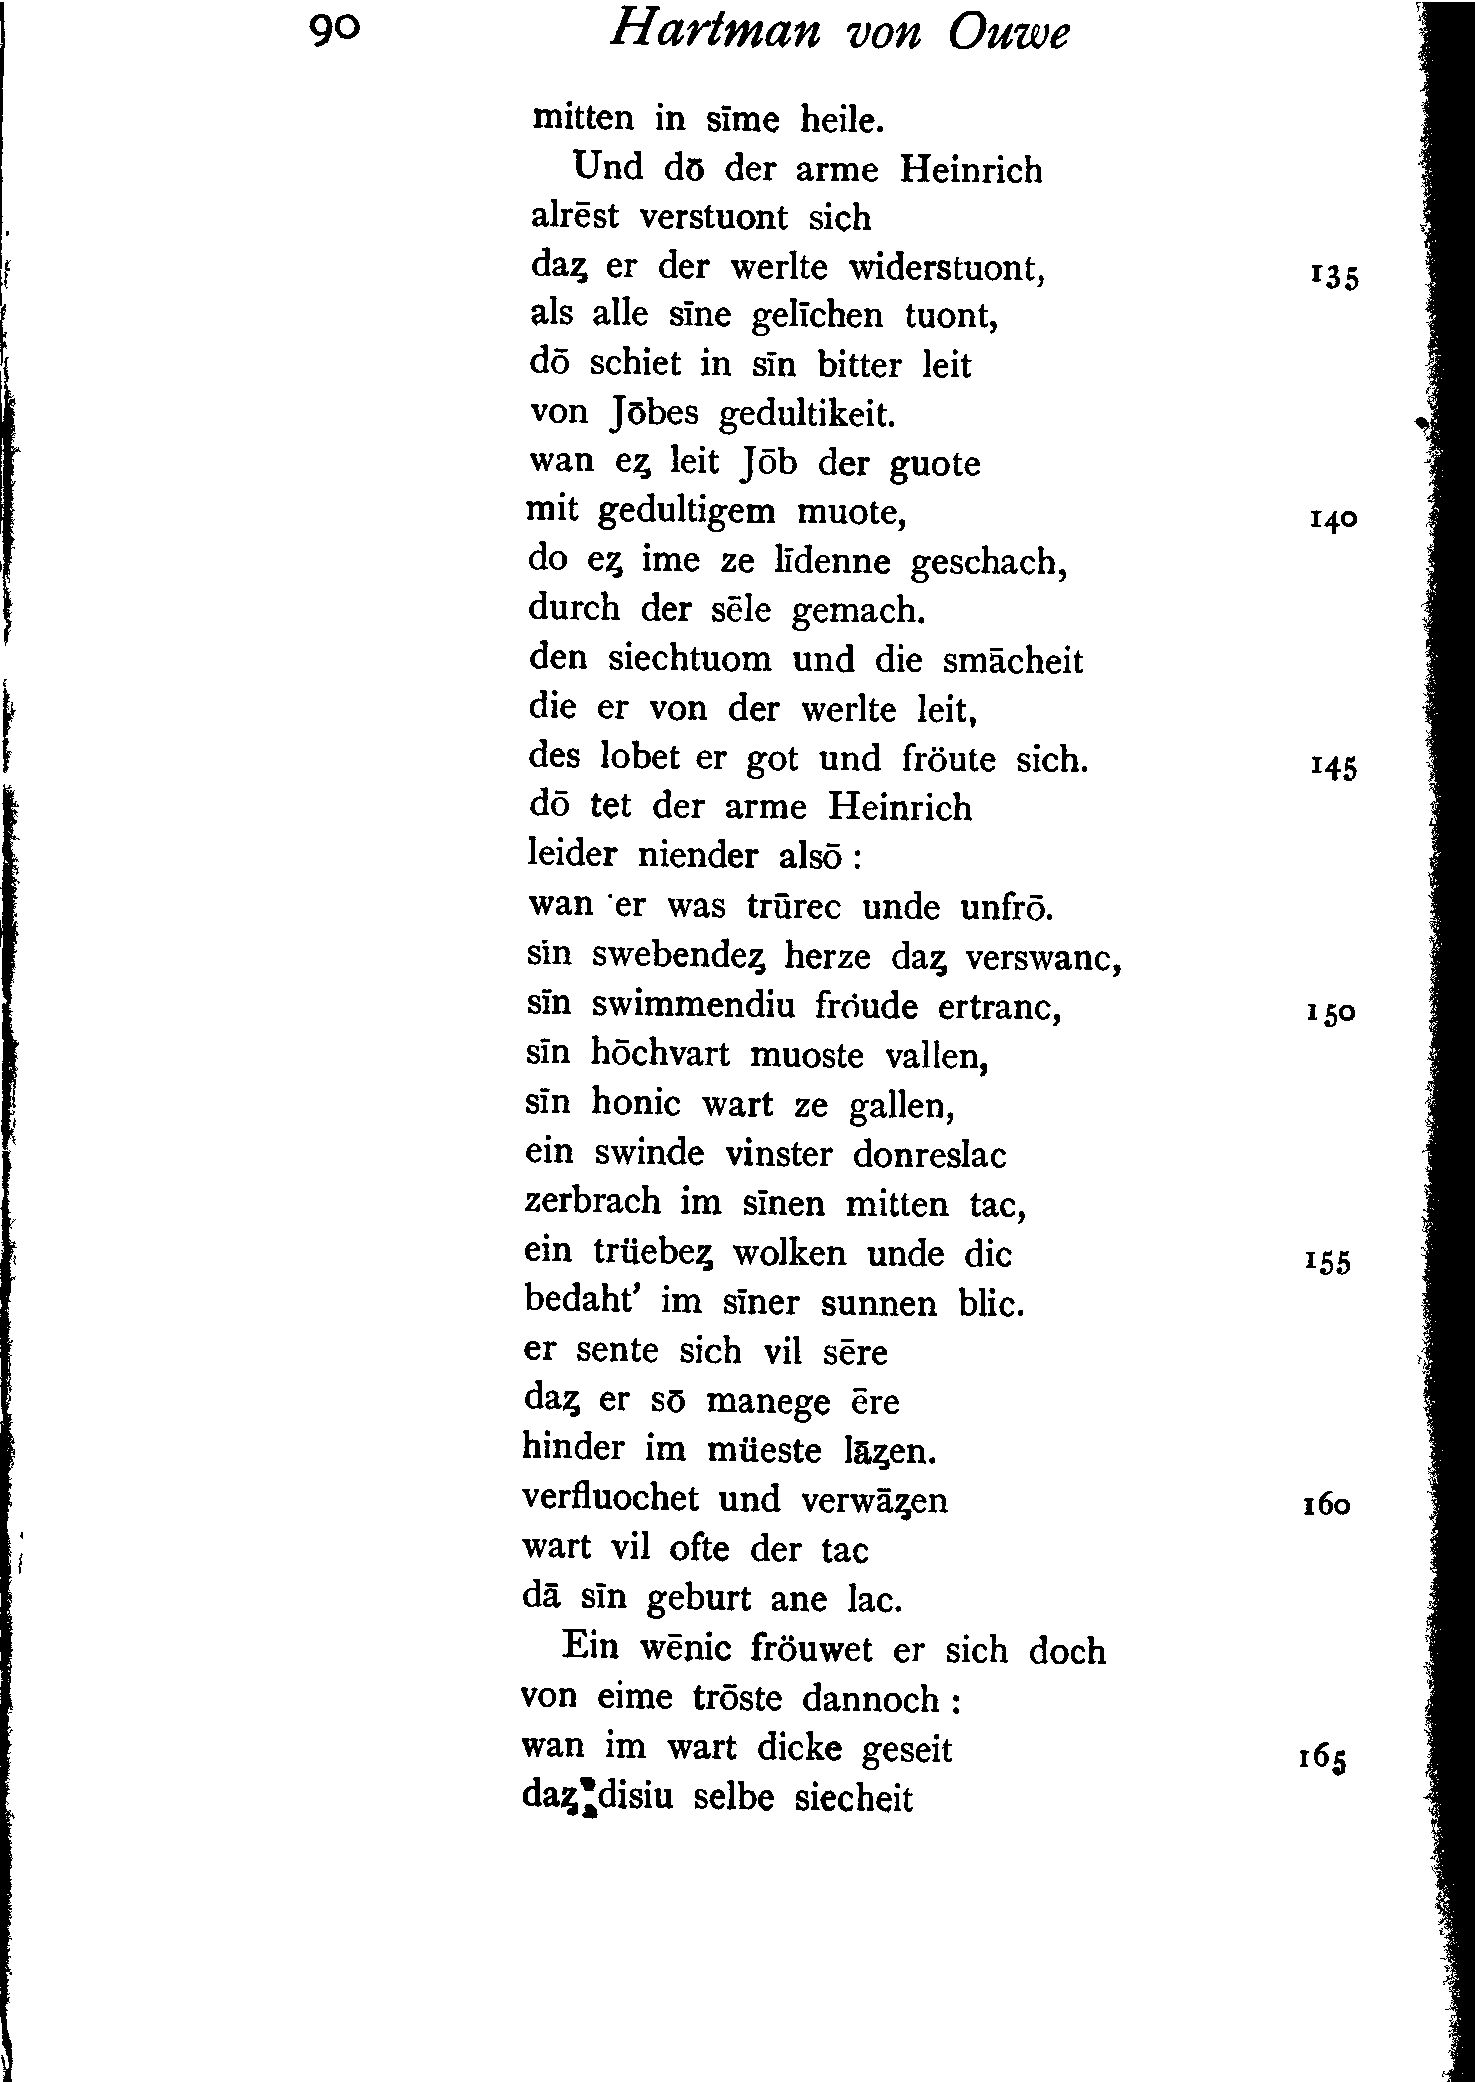 90 Hartman von Ouwe
mitten in sīme heile.
Und dō der arme Heinrich
alrēst verstuont sich
daȥ er der werlte widerstuont, 135
als alle sīne gelīchen tuont,
dō schiet in sīn bitter leit
von Jōbes gedultikeit.
wan eȥ leit Jōb der guote
mit gedultigem muote, 140
do eȥ ime ze līdenne geschach,
durch der sēle gemach.
den siechtuom und die smācheit
die er von der werlte leit,
des lobet er got und fröute sich. 145
dō tet der arme Heinrich
leider niender alsō :
wan er was trūrec unde unfrō.
sin swebendeȥ herze daȥ verswanc,
sīn swimmendiu fröude ertranc, 150
sīn hōchvart muoste vallen,
sīn honic wart ze gallen,
ein swinde vinster donreslac
zerbrach im sīnen mitten tac,
ein trüebeȥ wolken unde dic 155
bedaht' im sīner sunnen blic.
er sente sich vil sēre
daȥ er sō manege ēre
hinder im müeste lāȥen.
verfluochet und verwāȥen 160
wart vil ofte der tac
dā sīn geburt ane lac.
Ein wēnic fröuwet er sich doch
von eime trōste dannoch :
wan im wart dicke geseit 165
daȥ disiu selbe siecheit